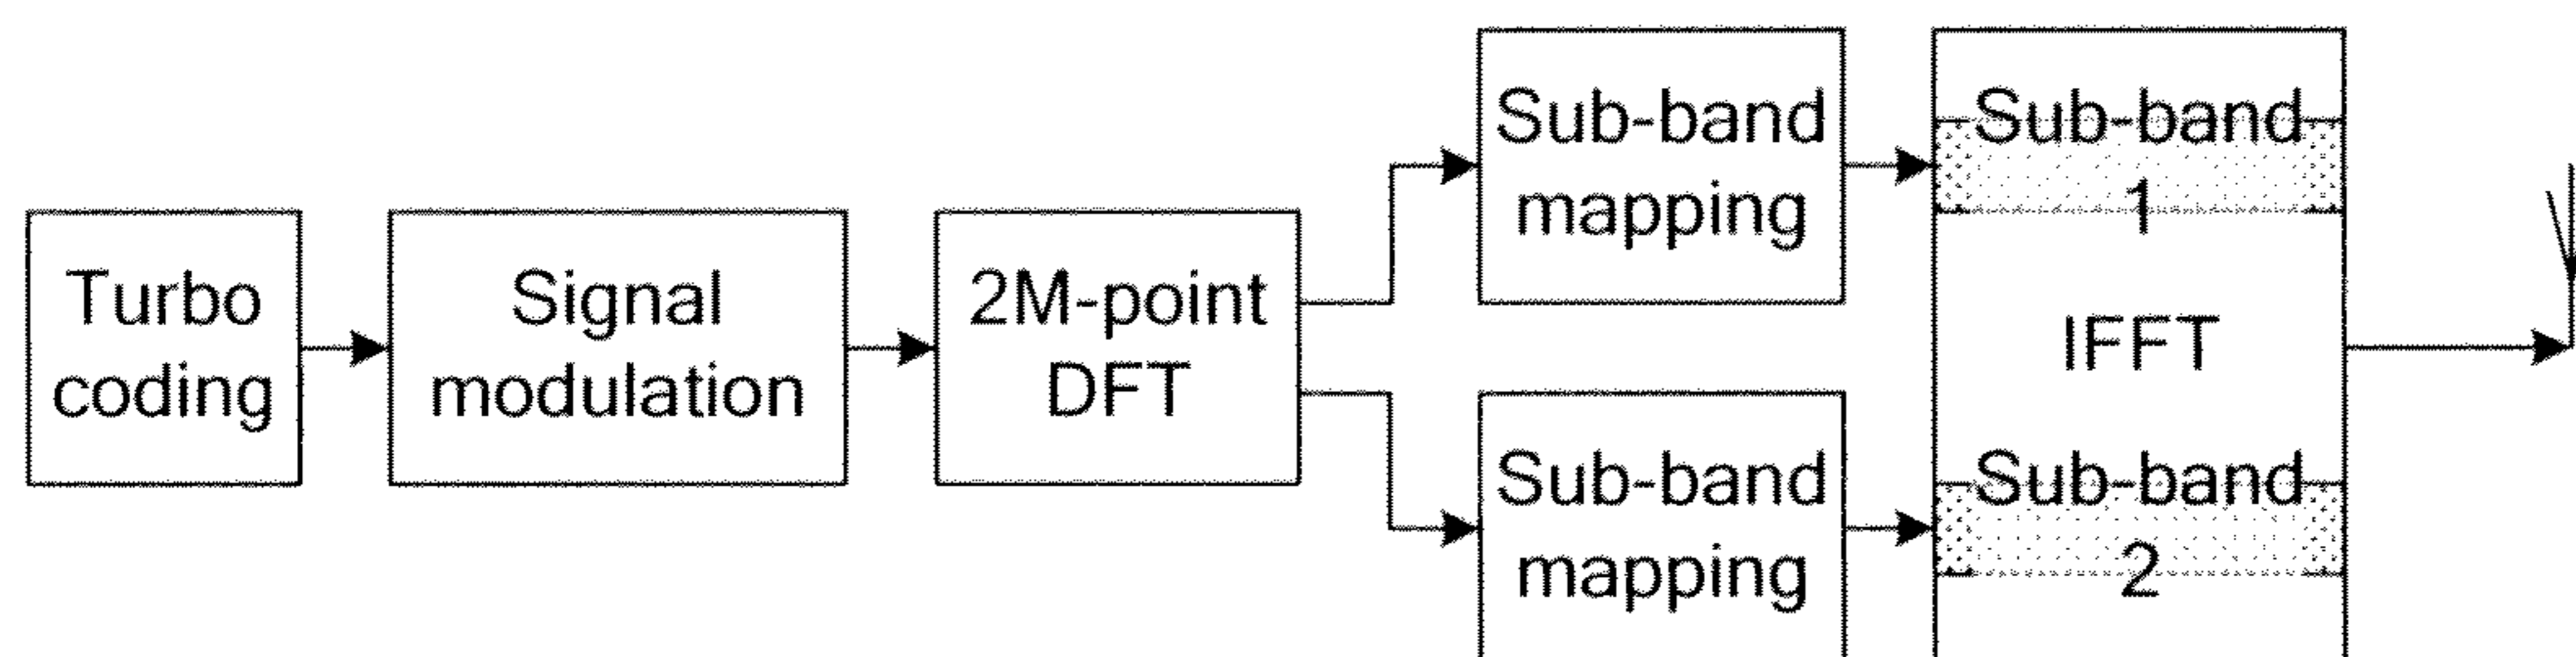 Turbo
coding
Signal
modulation
2M-point
DFT
Sub-band
mapping
Sub-band
mapping
Sub-band
1
IFFT
Sub-band
2